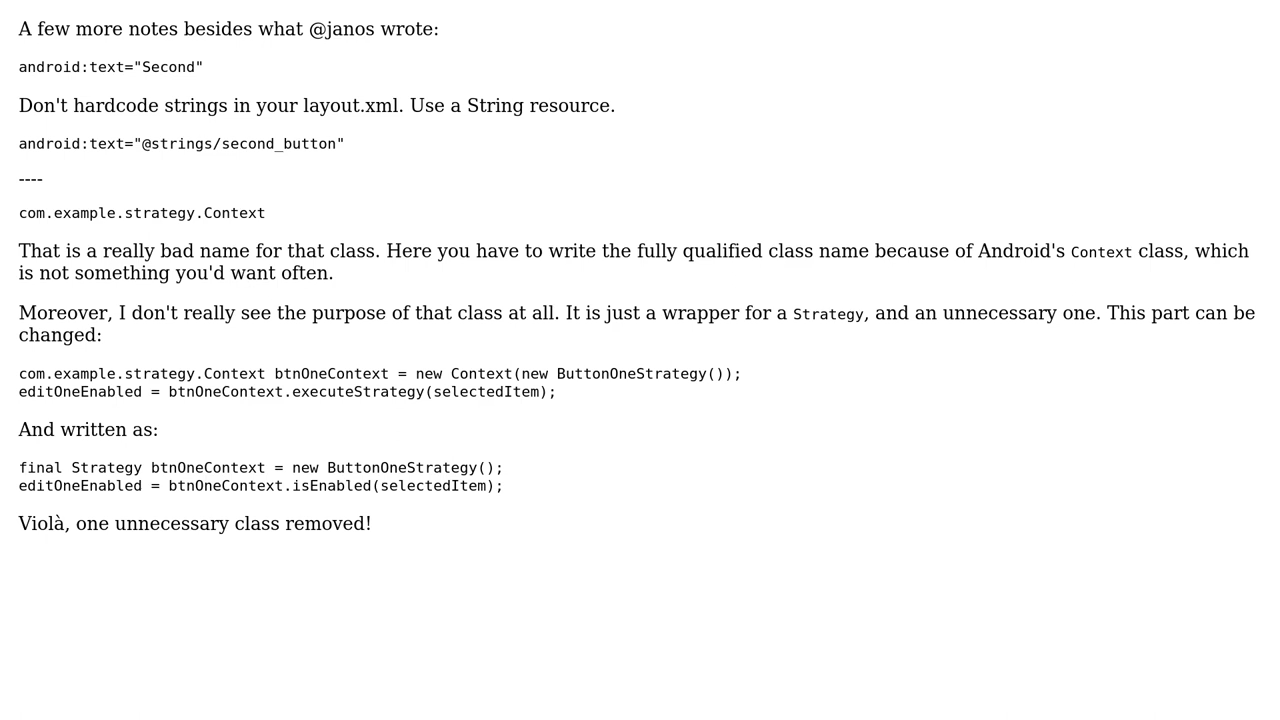 A few more notes besides what @janos wrote:
android:text="Second"
Don't hardcode strings in your layout.xml. Use a String resource.
android:text="@strings/second_button"
----
com.example.strategy.Context
That is a really bad name for that class. Here you have to write the fully qualified class name because of Android's Context class, which
is not something you'd want often.
Moreover, I don't really see the purpose of that class at all. It is just a wrapper for a Strategy, and an unnecessary one. This part can be
changed:
com.example.strategy.Context btnOneContext = new Context(new ButtonOneStrategy());
editOneEnabled = btnOneContext.executeStrategy(selectedItem);
And written as:
final Strategy btnOneContext = new ButtonOneStrategy();
editOneEnabled = btnOneContext.isEnabled(selectedItem);
Violà, one unnecessary class removed!